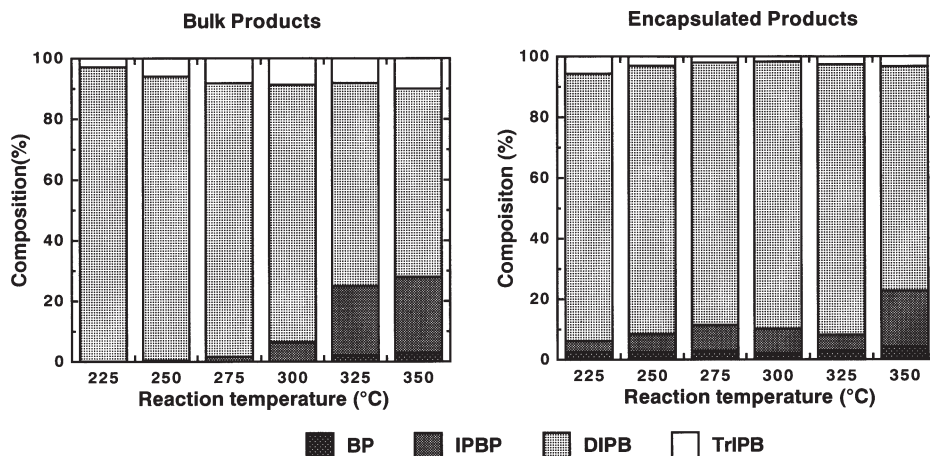 Bulk Products
Encapsulated Products
Composition(%)
100
80
60
40
20
0
225 250 275 300 325 350
Reaction temperature (°C)
Compoisiton (%)
100
80
60
40
20
0
225 250 275 300 325 350
Reaction temperature (°C)
BP IPBP DIPB TrIPB